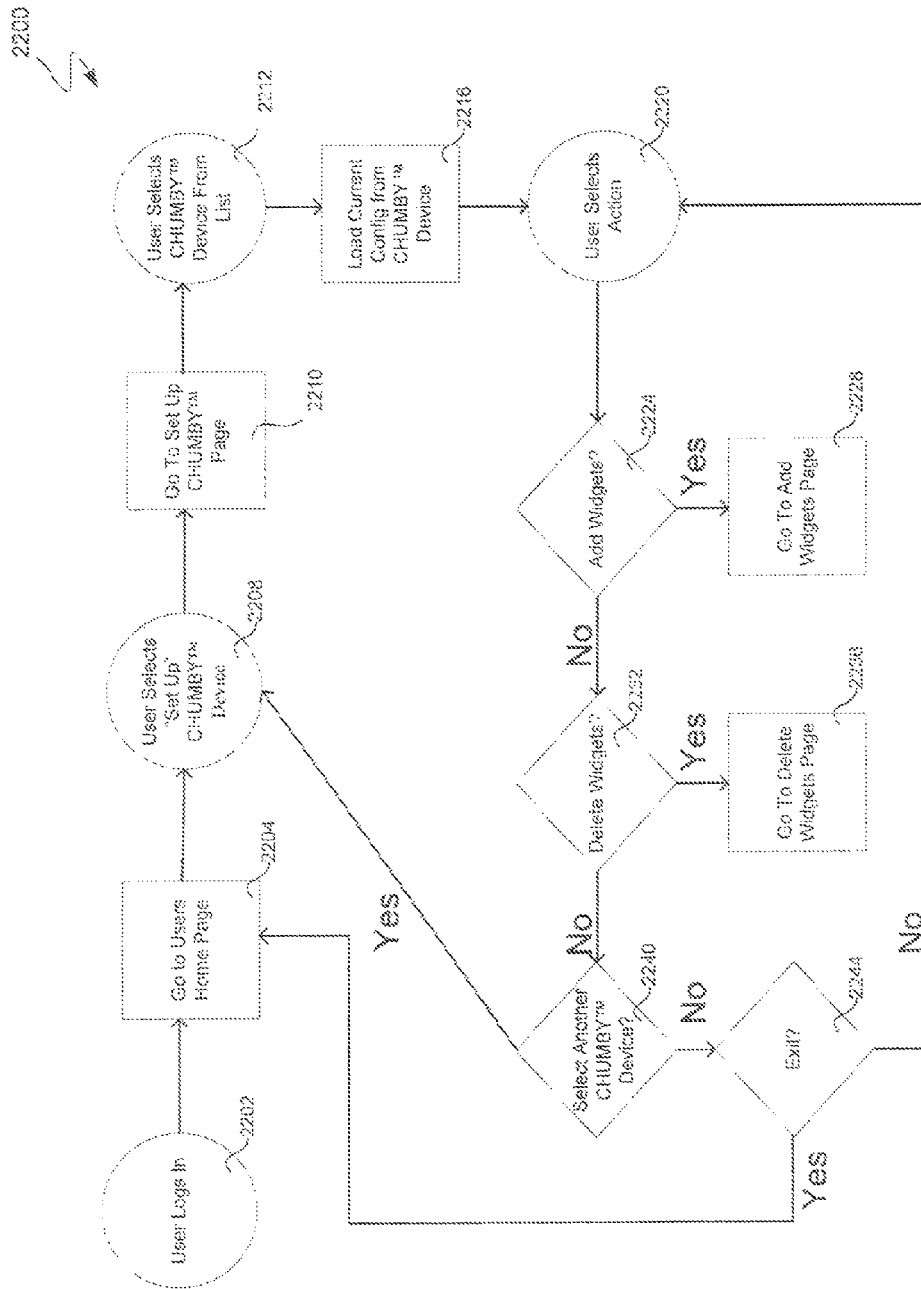 2200
User Logs In
2202
Go to Users
Home Page
2204
User Selects
"Set Up"
CHUMBY™
Device
2208
Go To Set Up
CHUMBY™
Page
2210
User Selects
CHUMBY™
Device From
List
2212
Load Current
Config from
CHUMBY™
Device
2216
User Selects
Action
2220
Add Widgets?
2224
Yes
Go To Add
Widgets Page
2228
No
Delete Widgets?
2232
Yes
Go To Delete
Widgets Page
2236
No
Select Another
CHUMBY™
Device?
2240
Yes
No
Exit?
2244
Yes
No